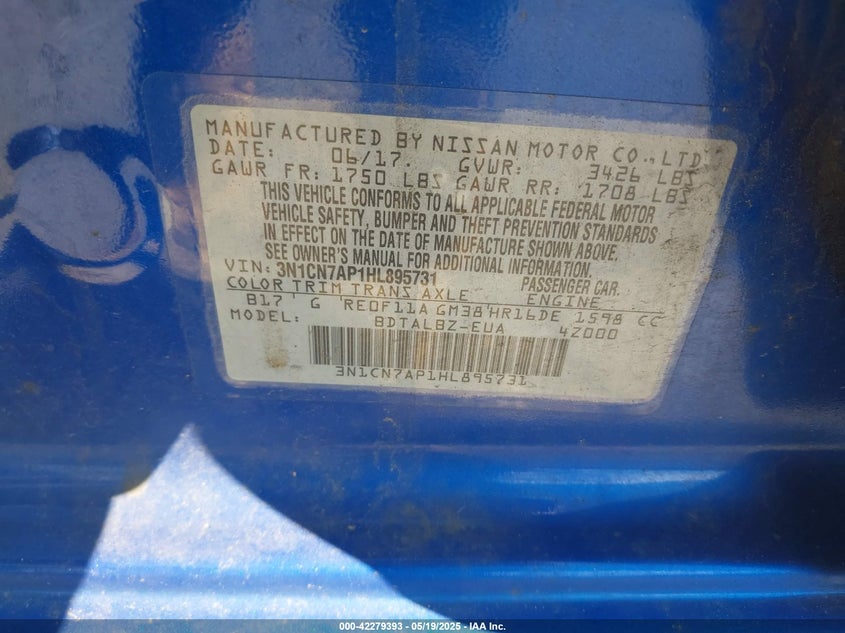 MANUFACTURED BY NISSAN MOTOR CO., LTD.
DATE: 06/17 GVWR: 3426 LBS
GAWR FR: 1750 LBS GAWR RR: 1708 LBS
THIS VEHICLE CONFORMS TO ALL APPLICABLE FEDERAL MOTOR
VEHICLE SAFETY, BUMPER AND THEFT PREVENTION STANDARDS
IN EFFECT ON THE DATE OF MANUFACTURE SHOWN ABOVE.
SEE OWNER'S MANUAL FOR ADDITIONAL INFORMATION.
VIN: 3N1CN7AP1HL895731 PASSENGER CAR.
COLOR TRIM TRANS AXLE ENGINE
B17 G RE0F11A GM38 HR16DE 1598 CC
MODEL: BDTALBZ-EUA 4Z000
3N1CN7AP1HL895731
000-42279393 - 05/19/2025 - IAA Inc.